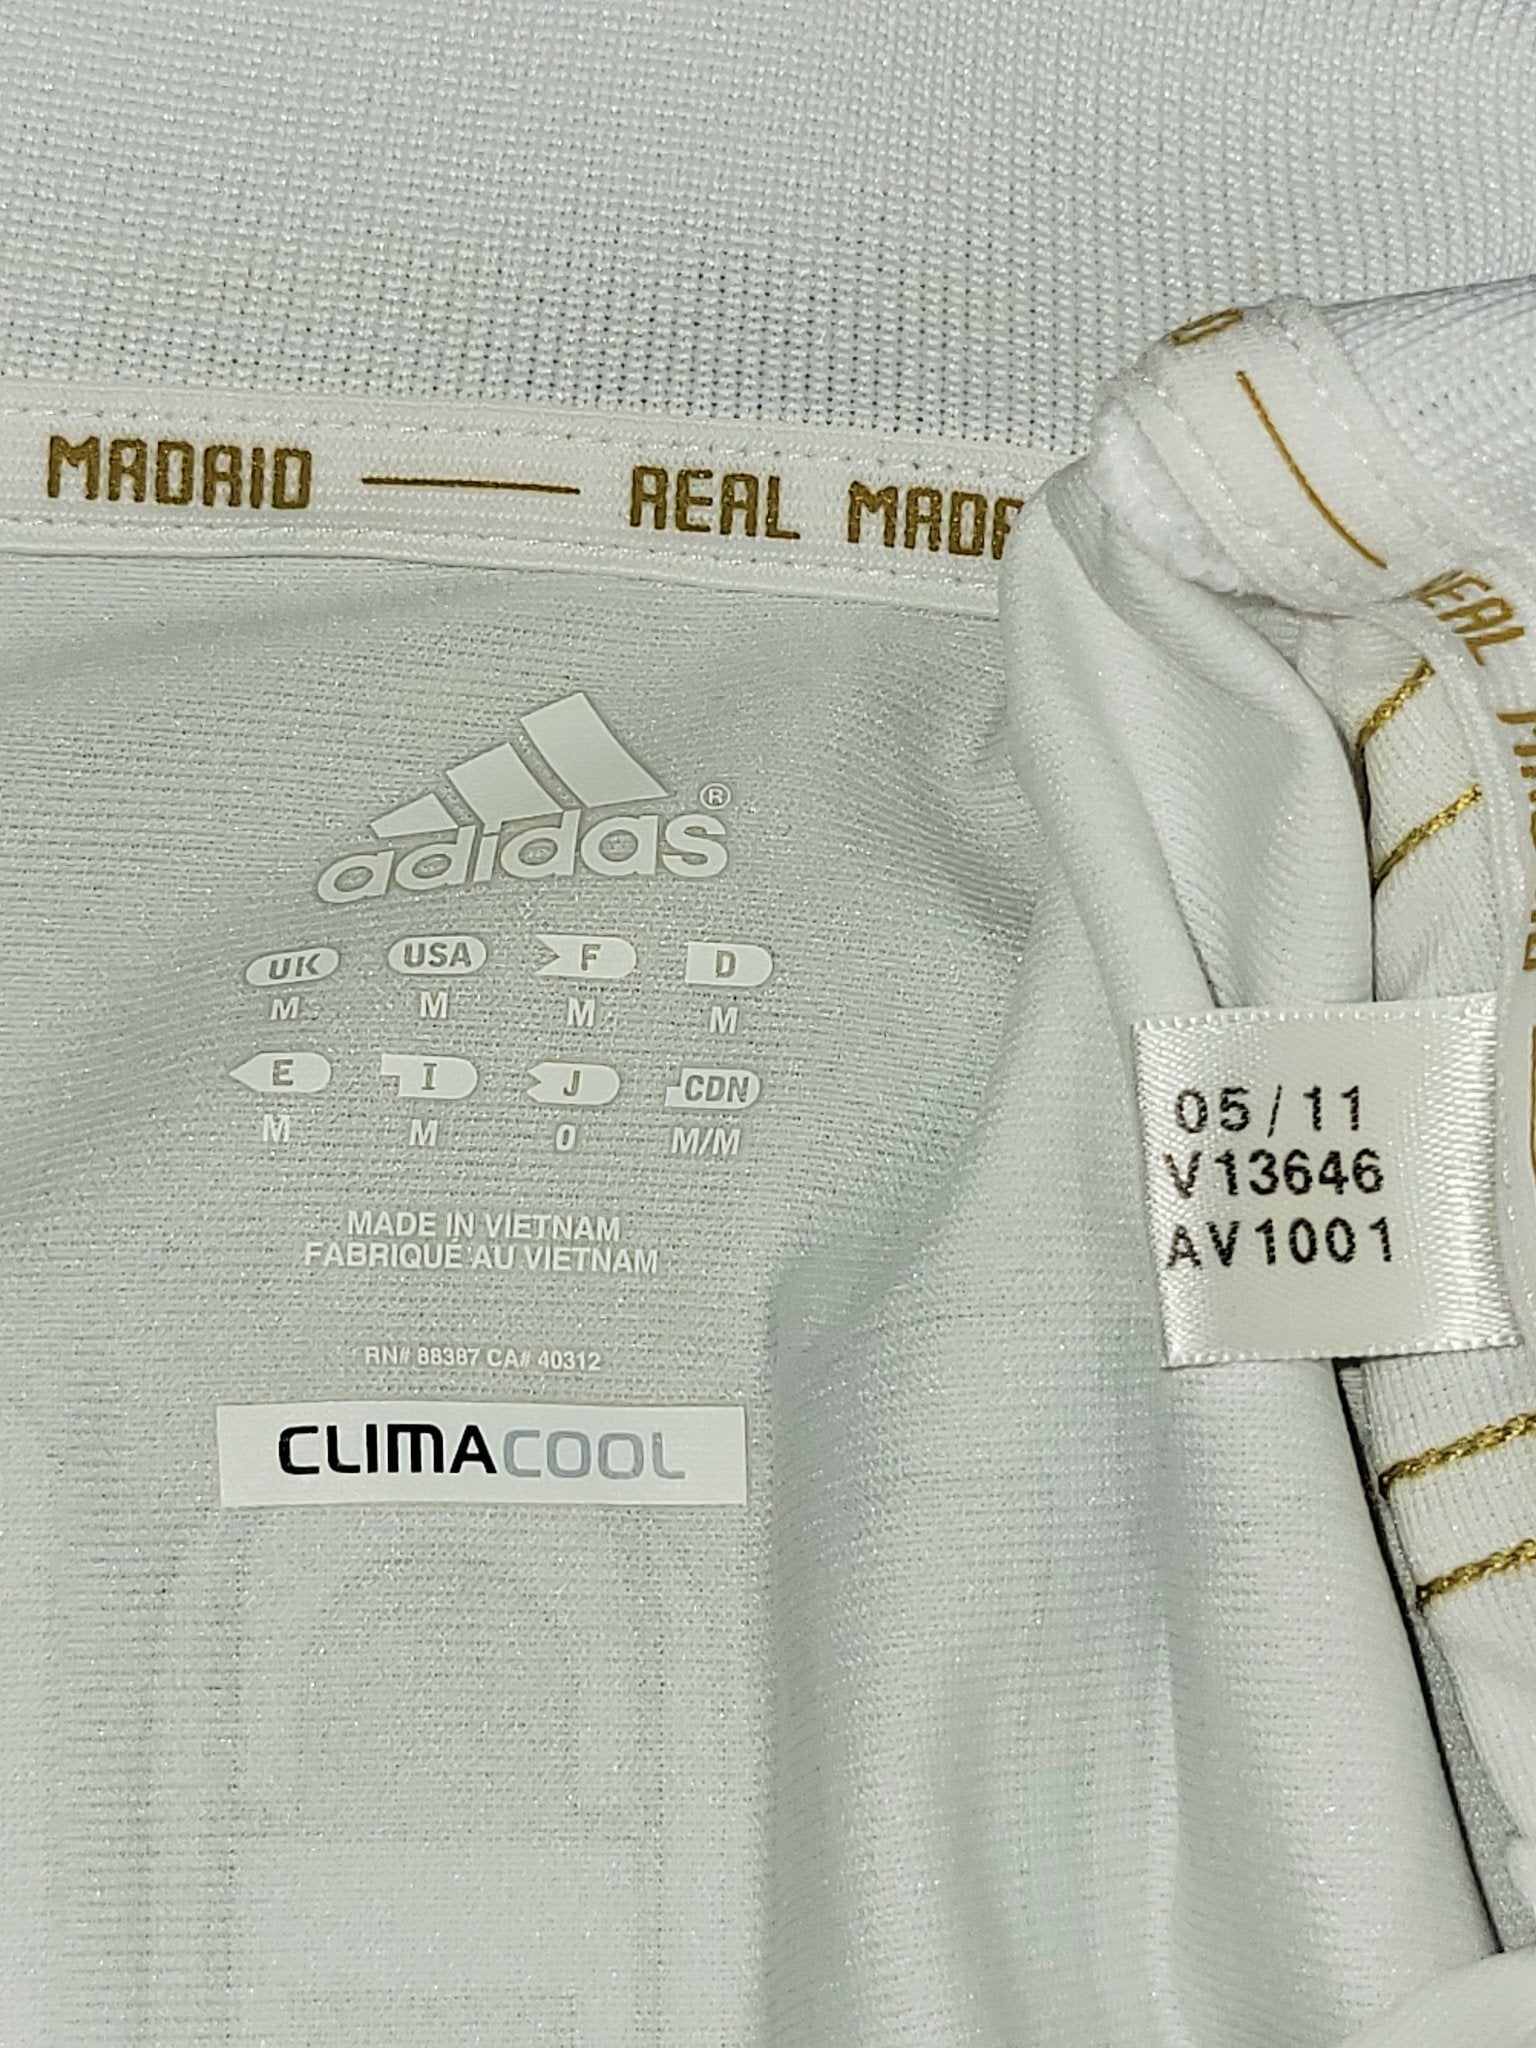 MADRID — REAL MADR
REAL
adidas®
UK USA F D
M M M M
E I J CDN
M M O M/M
MADE IN VIETNAM
FABRIQUÉ AU VIETNAM
RN# 88387 CA# 40312
CLIMACOOL
05/11
V13646
AV1001